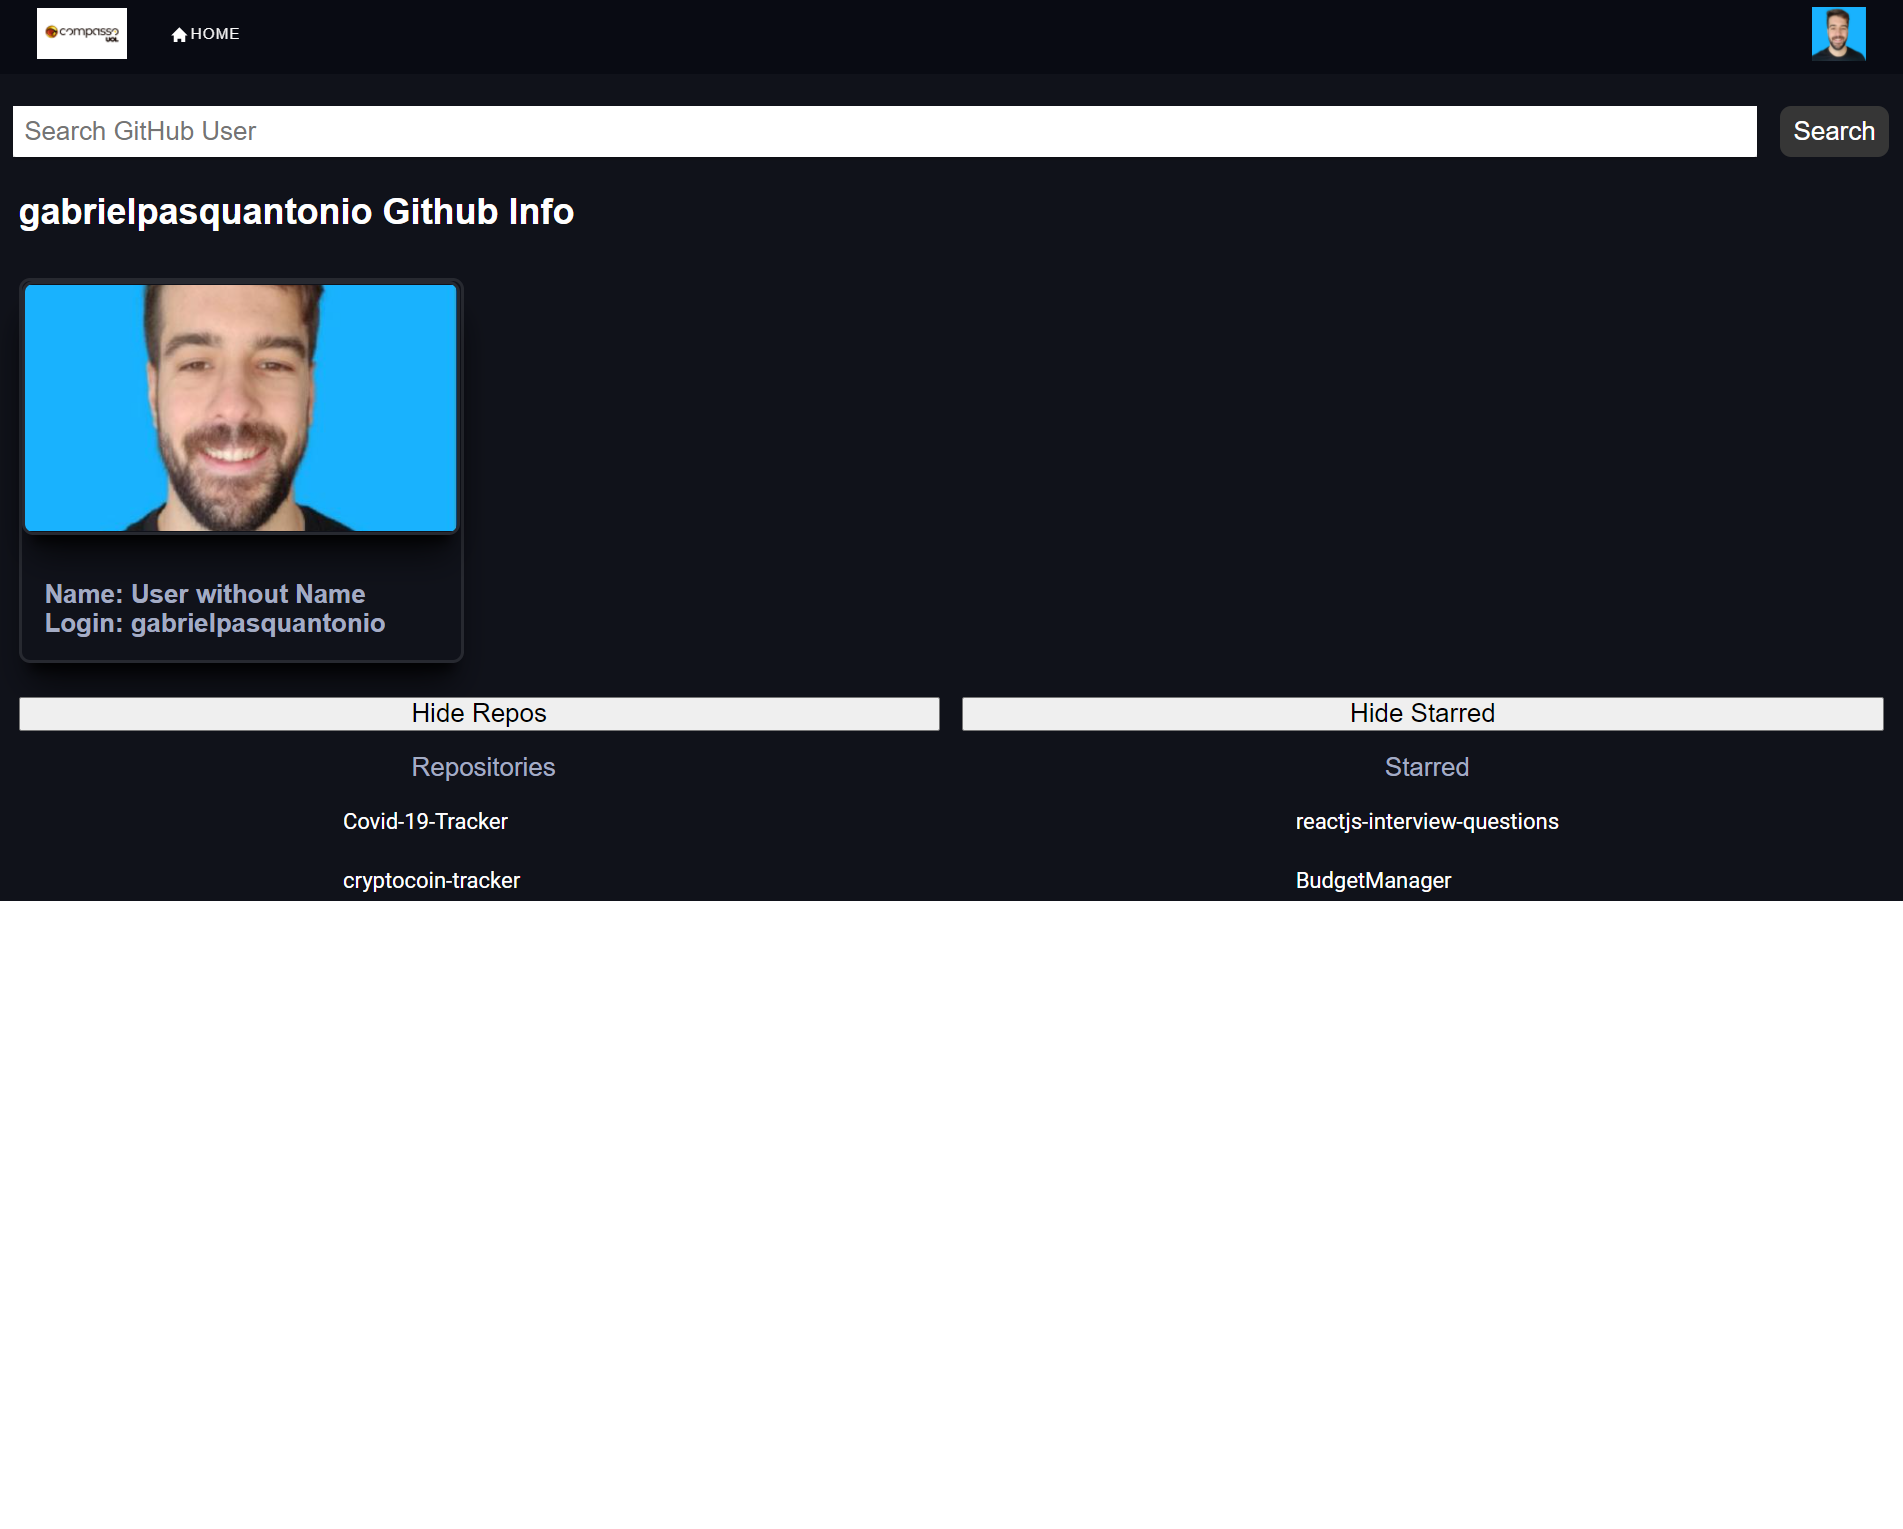 compasso
UOL
HOME
Search GitHub User
Search
gabrielpasquantonio Github Info
Name: User without Name
Login: gabrielpasquantonio
Hide Repos
Hide Starred
Repositories
Starred
Covid-19-Tracker
reactjs-interview-questions
cryptocoin-tracker
BudgetManager